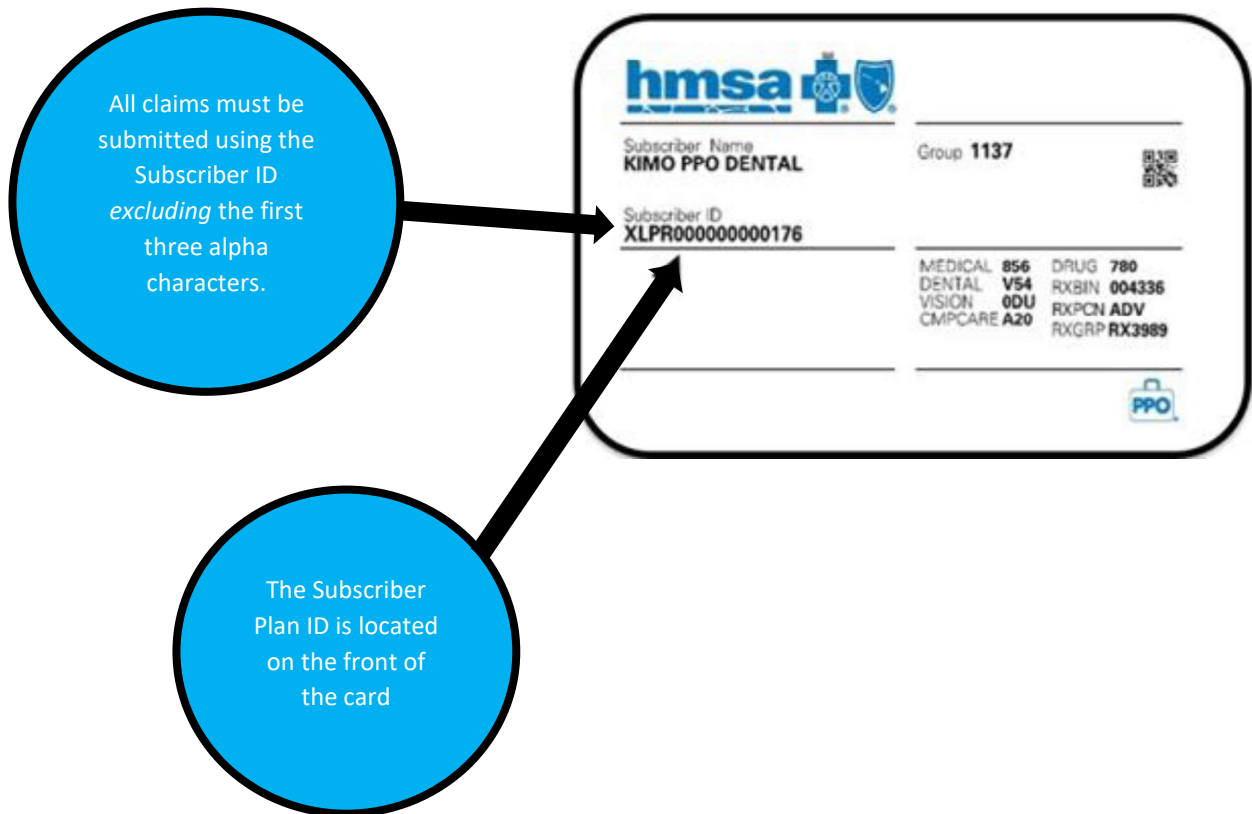 All claims must be
submitted using the
Subscriber ID
excluding the first
three alpha
characters.
hmsa
Subscriber Name
KIMO PPO DENTAL
Group 1137
Subscriber ID
XLPR000000000176
MEDICAL 856 DRUG 780
DENTAL V54 RXBIN 004336
VISION 0DU RXPCN ADV
CMPCARE A20 RXGRP RX3989
PPO
The Subscriber
Plan ID is located
on the front of
the card